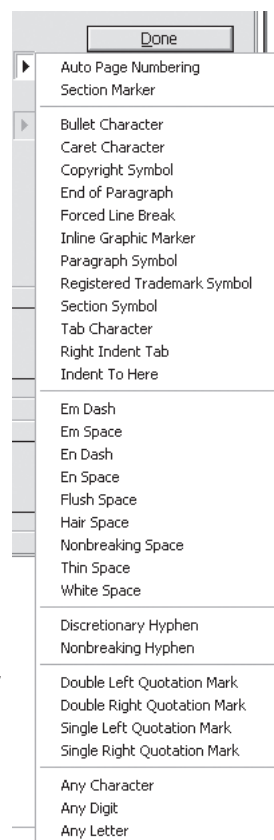 Done
Auto Page Numbering
Section Marker
Bullet Character
Caret Character
Copyright Symbol
End of Paragraph
Forced Line Break
Inline Graphic Marker
Paragraph Symbol
Registered Trademark Symbol
Section Symbol
Tab Character
Right Indent Tab
Indent To Here
Em Dash
Em Space
En Dash
En Space
Flush Space
Hair Space
Nonbreaking Space
Thin Space
White Space
Discretionary Hyphen
Nonbreaking Hyphen
Double Left Quotation Mark
Double Right Quotation Mark
Single Left Quotation Mark
Single Right Quotation Mark
Any Character
Any Digit
Any Letter